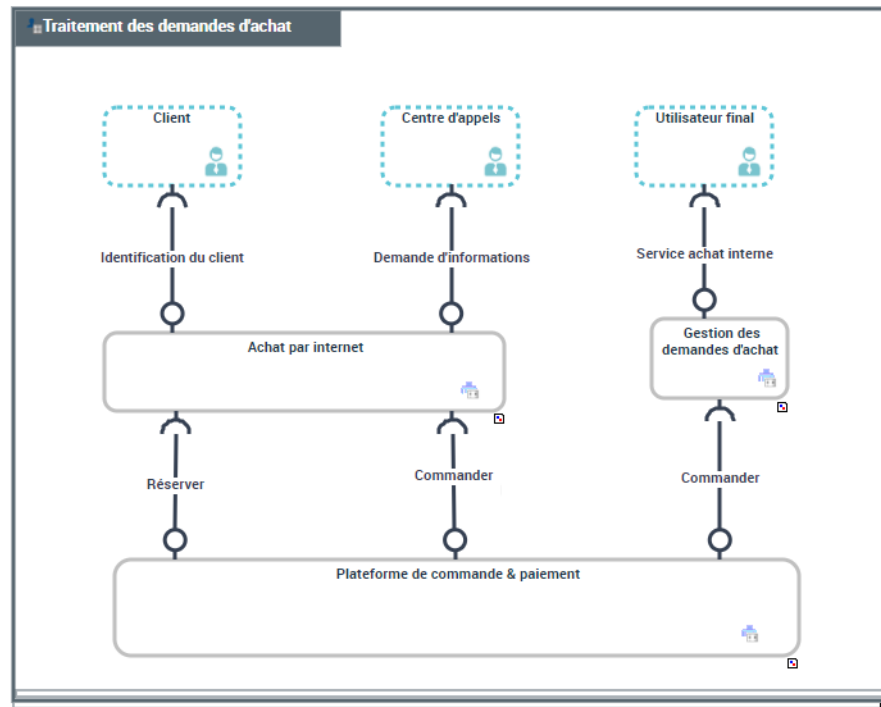 Traitement des demandes d'achat
Client
Centre d'appels
Utilisateur final
Identification du client
Demande d'informations
Service achat interne
Achat par internet
Gestion des
demandes d'achat
Réserver
Commander
Commander
Plateforme de commande & paiement